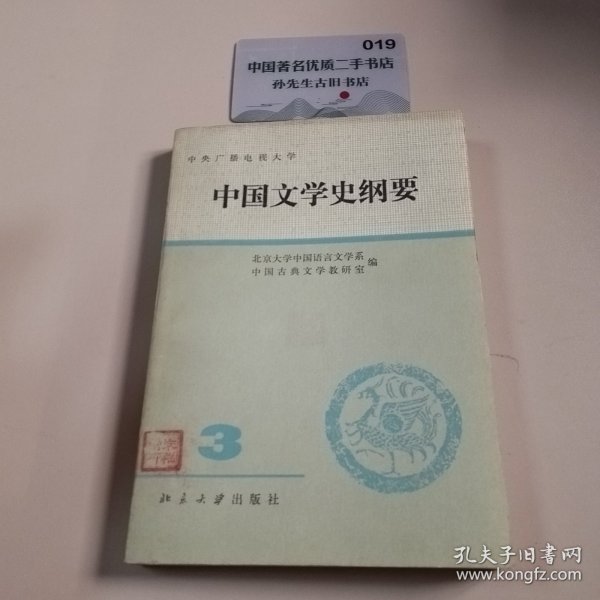 019
中国著名优质二手书店
孙先生古旧书店
中央广播电视大学
中国文学史纲要
北京大学中国语言文学系
中国古典文学教研室
编
3
北京大学出版社
孔夫子旧书网
www.kongfz.com